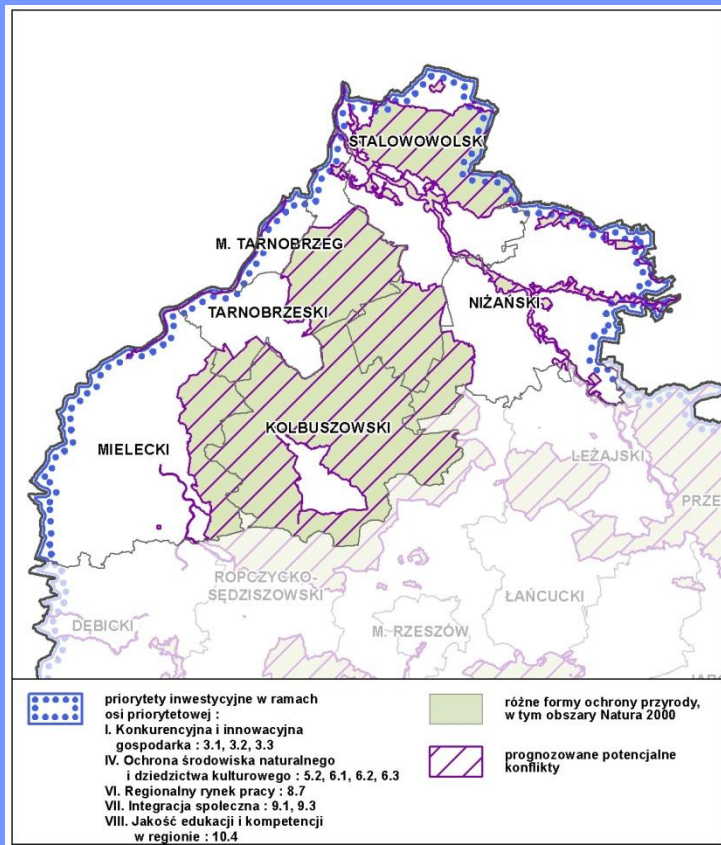 STALOWOWOLSKI
M. TARNOBRZEG
TARNOBRZESKI
NIŻAŃSKI
KOLBUSZOWSKI
MIELECKI
LEŻAJSKI
PRZE
ROPCZYCKO-
SĘDZISZOWSKI
ŁAŃCUCKI
DĘBICKI
M. RZESZÓW
priorytety inwestycyjne w ramach
osi priorytetowej :
I. Konkurencyjna i innowacyjna
gospodarka : 3.1, 3.2, 3.3
IV. Ochrona środowiska naturalnego
i dziedzictwa kulturowego : 5.2, 6.1, 6.2, 6.3
VI. Regionalny rynek pracy : 8.7
VII. Integracja społeczna : 9.1, 9.3
VIII. Jakość edukacji i kompetencji
w regionie : 10.4
różne formy ochrony przyrody,
w tym obszary Natura 2000
prognozowane potencjalne
konflikty